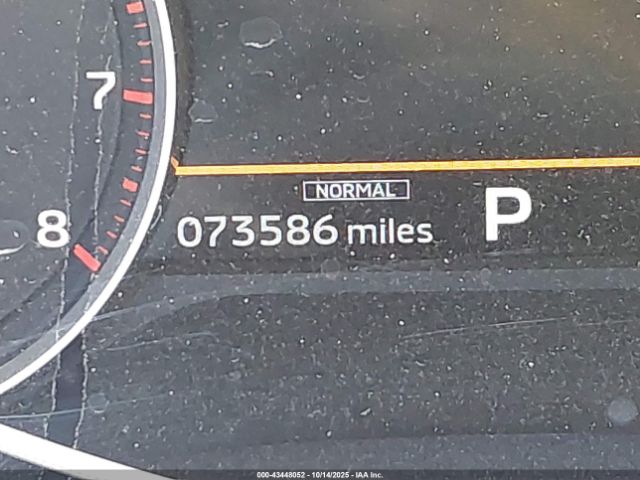 7
NORMAL
8
073586 miles
P
000-43448052 - 10/14/2025 - IAA Inc.